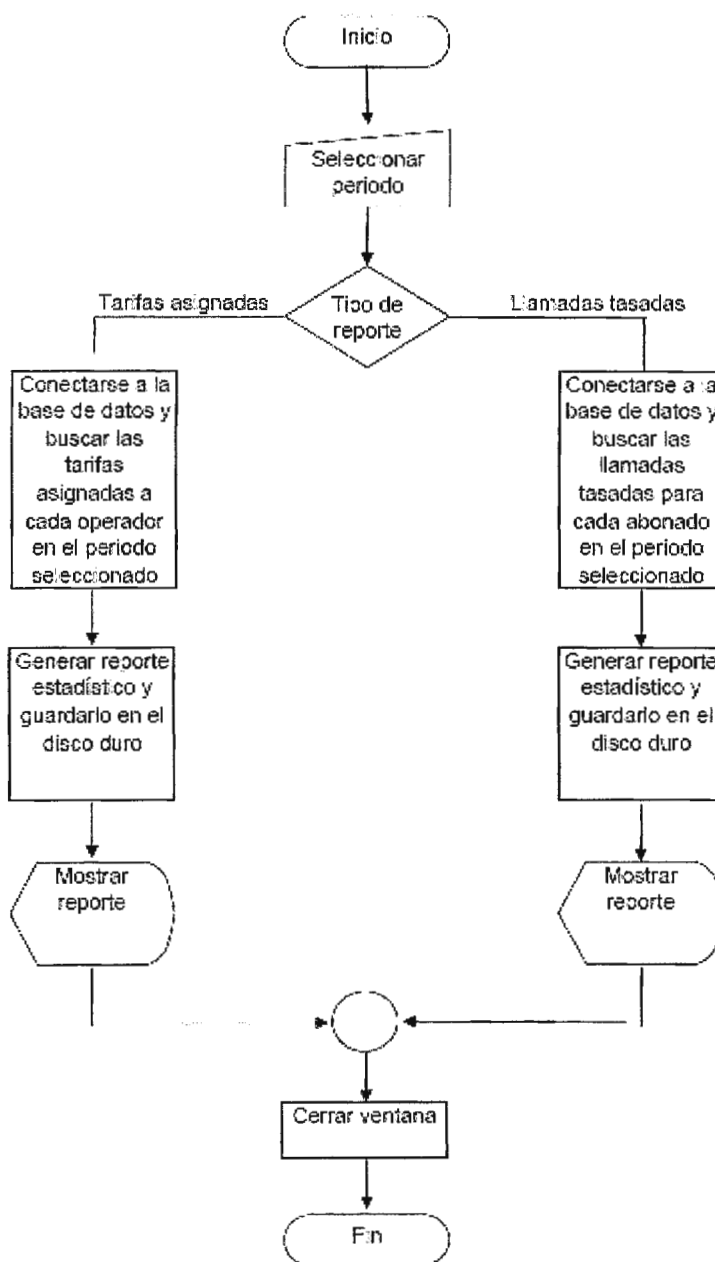 Inicio
Seleccionar
periodo
Tipo de
reporte
Tarifas asignadas
Llamadas tasadas
Conectarse a la
base de datos y
buscar las
tarifas
asignadas a
cada operador
en el periodo
seleccionado
Conectarse a la
base de datos y
buscar las
llamadas
tasadas para
cada abonado
en el periodo
seleccionado
Generar reporte
estadístico y
guardarlo en el
disco duro
Generar reporte
estadístico y
guardarlo en el
disco duro
Mostrar
reporte
Mostrar
reporte
Cerrar ventana
Fin